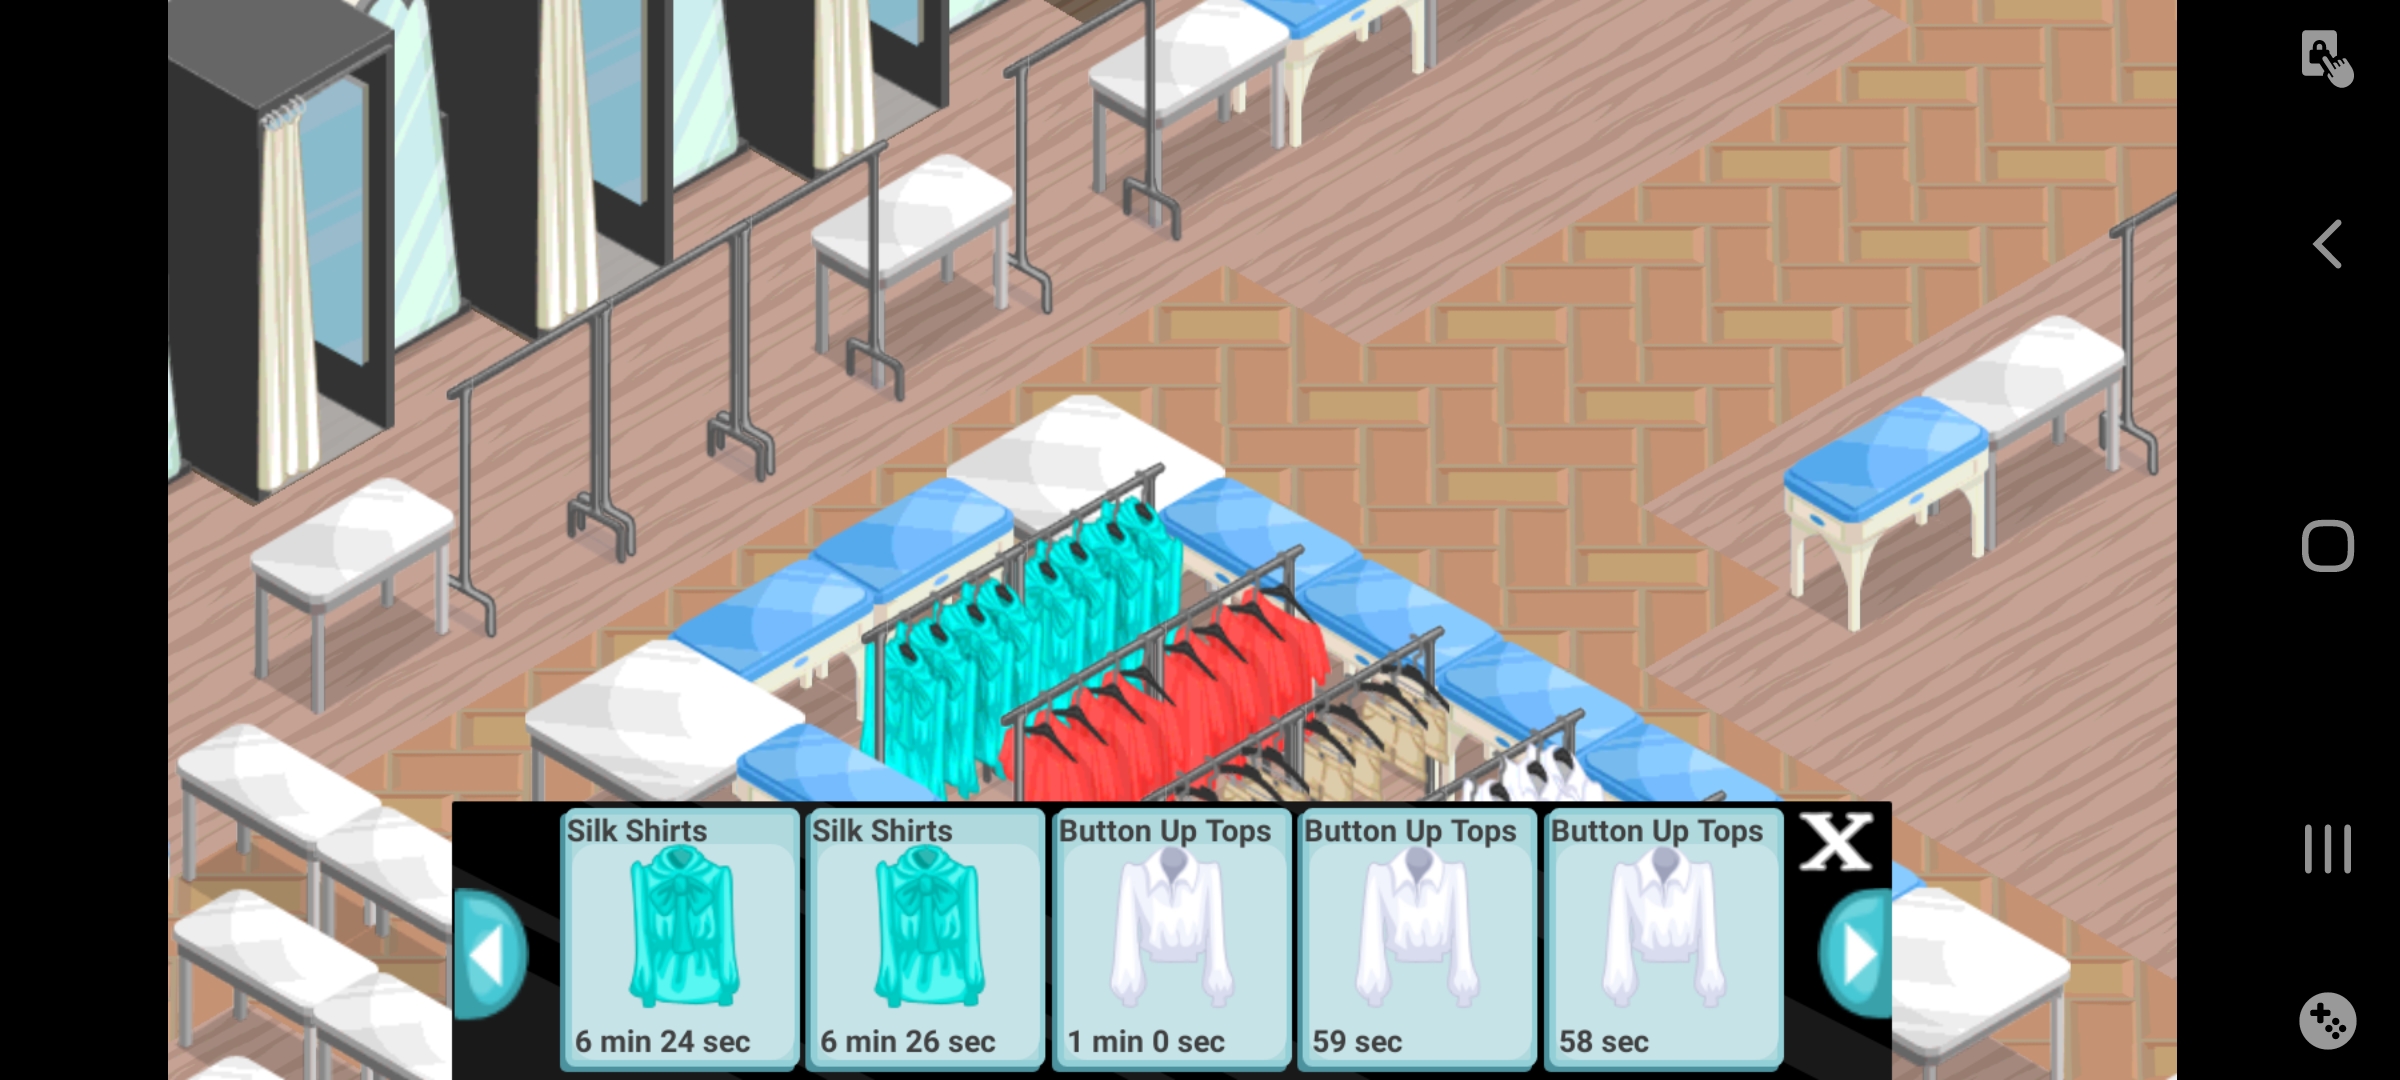 Silk Shirts
Silk Shirts
Button Up Tops
Button Up Tops
Button Up Tops
X
6 min 24 sec
6 min 26 sec
1 min 0 sec
59 sec
58 sec